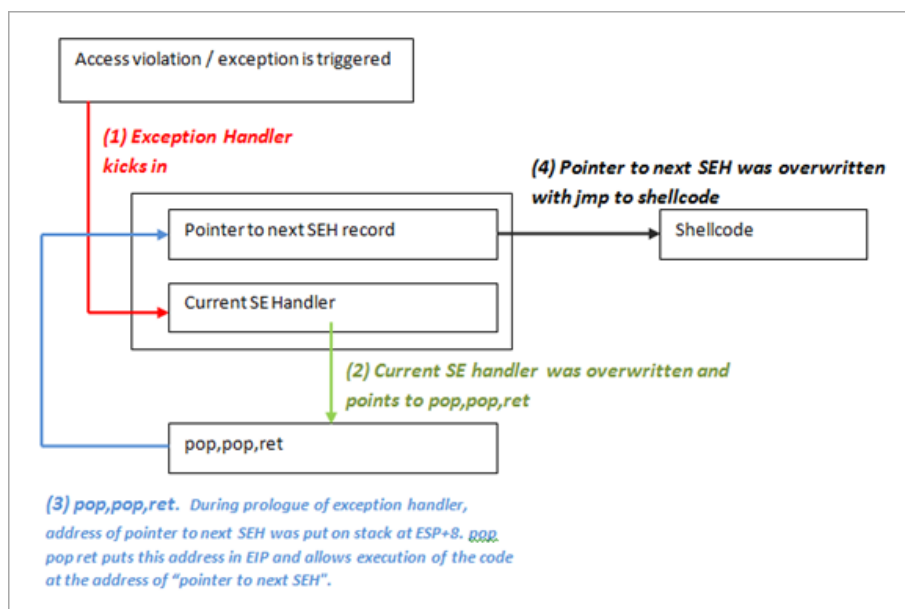 Access violation / exception is triggered
(1) Exception Handler
kicks in
(4) Pointer to next SEH was overwritten
with jmp to shellcode
Pointer to next SEH record
Shellcode
Current SE Handler
(2) Current SE handler was overwritten and
points to pop,pop,ret
pop,pop,ret
(3) pop,pop,ret. During prologue of exception handler,
address of pointer to next SEH was put on stack at ESP+8. pop
pop ret puts this address in EIP and allows execution of the code
at the address of “pointer to next SEH”.